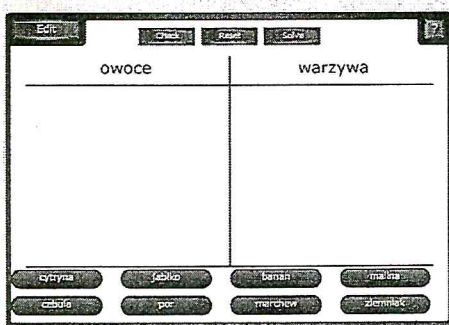 Edit Check Reset Solve ?
owoce warzywa
cytryna jabłko banan malina
cebula por marchew ziemniak